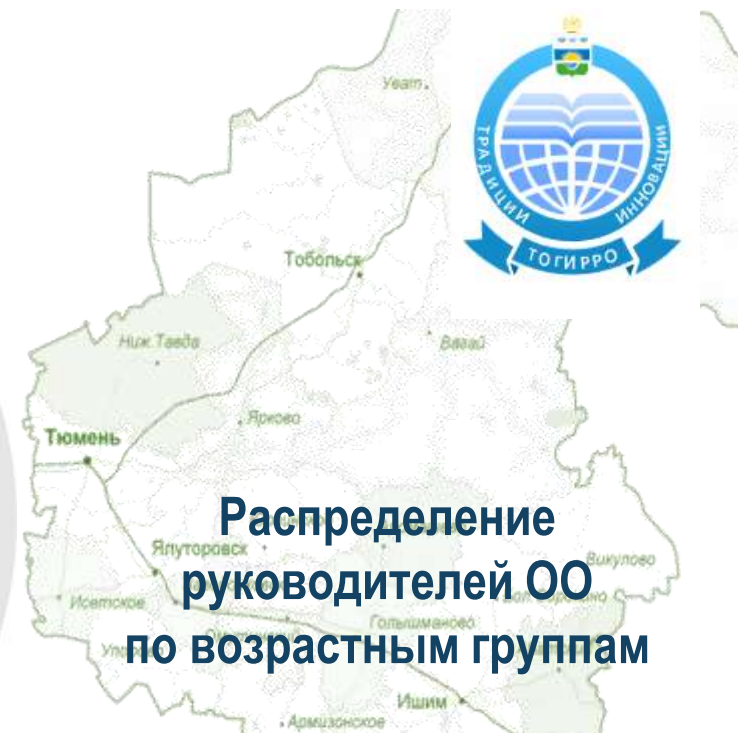 Уват
ТРАДИЦИИ
ИННОВАЦИИ
ТОГИРРО
Тобольск
Ниж. Тавда
Вагай
Ярково
Тюмень
Распределение
Ялуторовск
Викулово
руководителей ОО
Исетское
Голышманово
по возрастным группам
Ишим
Армизонское